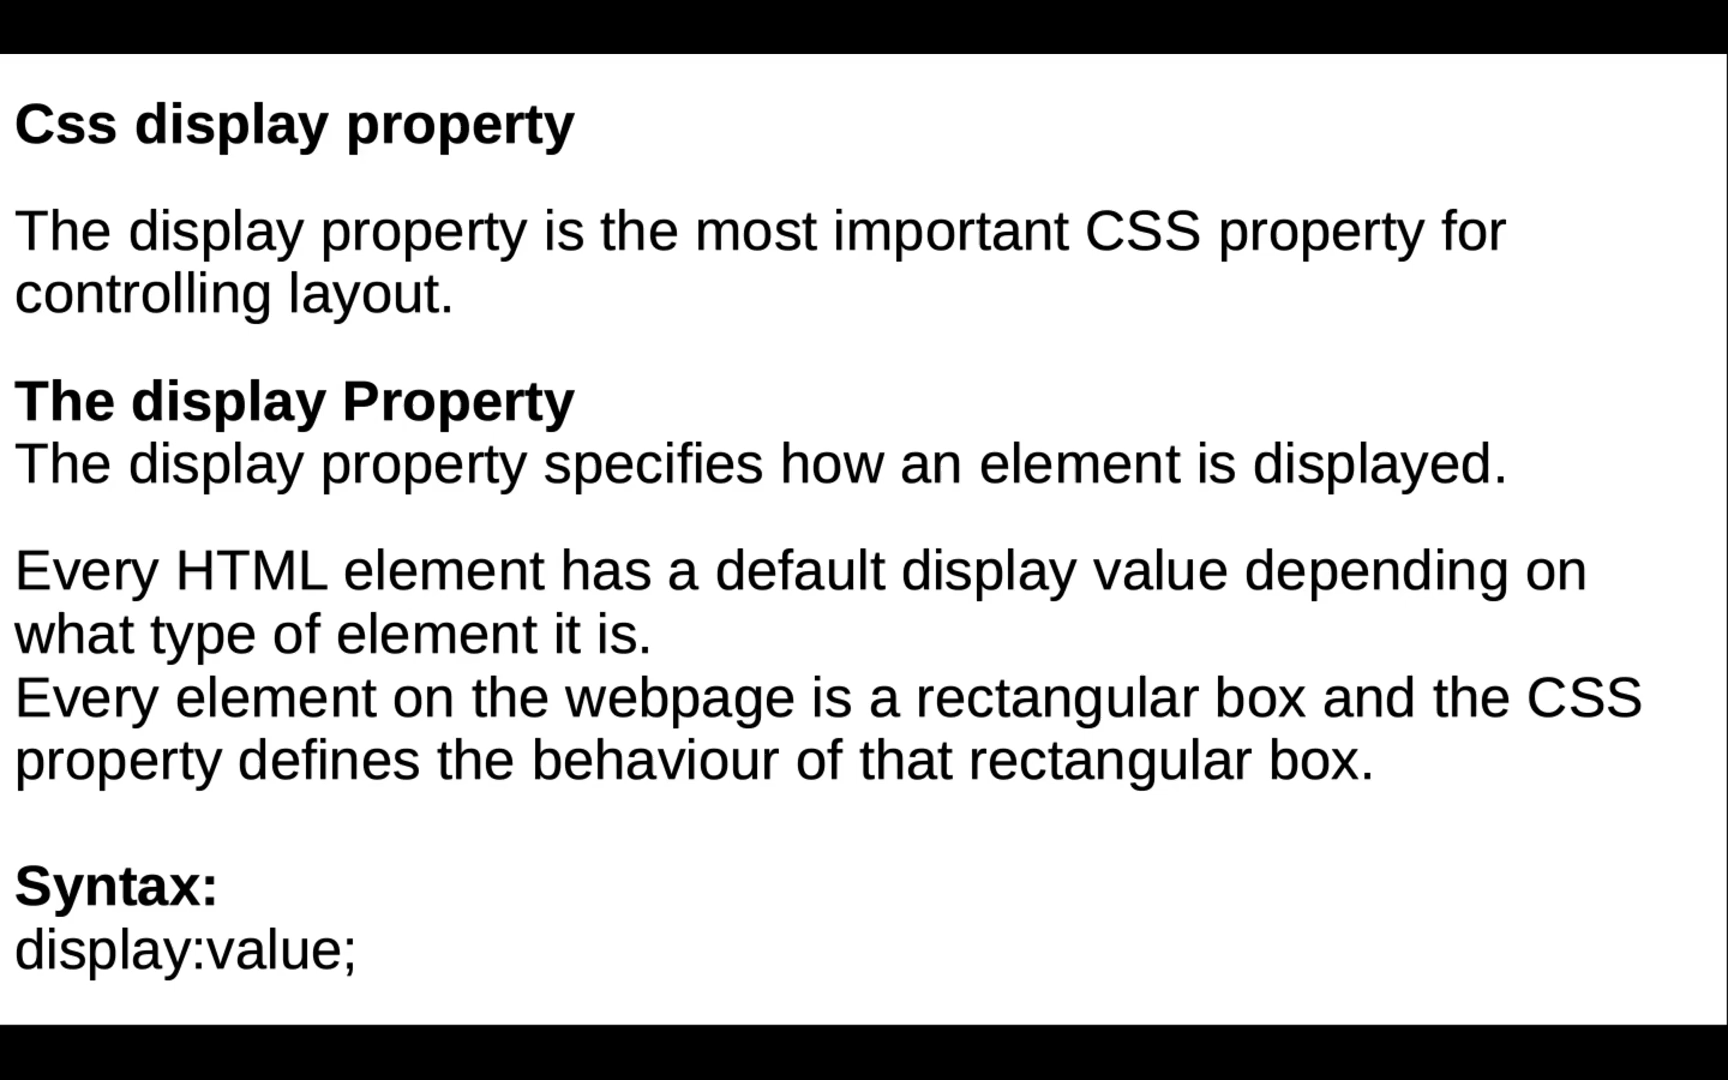 Css display property
The display property is the most important CSS property for
controlling layout.
The display Property
The display property specifies how an element is displayed.
Every HTML element has a default display value depending on
what type of element it is.
Every element on the webpage is a rectangular box and the CSS
property defines the behaviour of that rectangular box.
Syntax:
display:value;